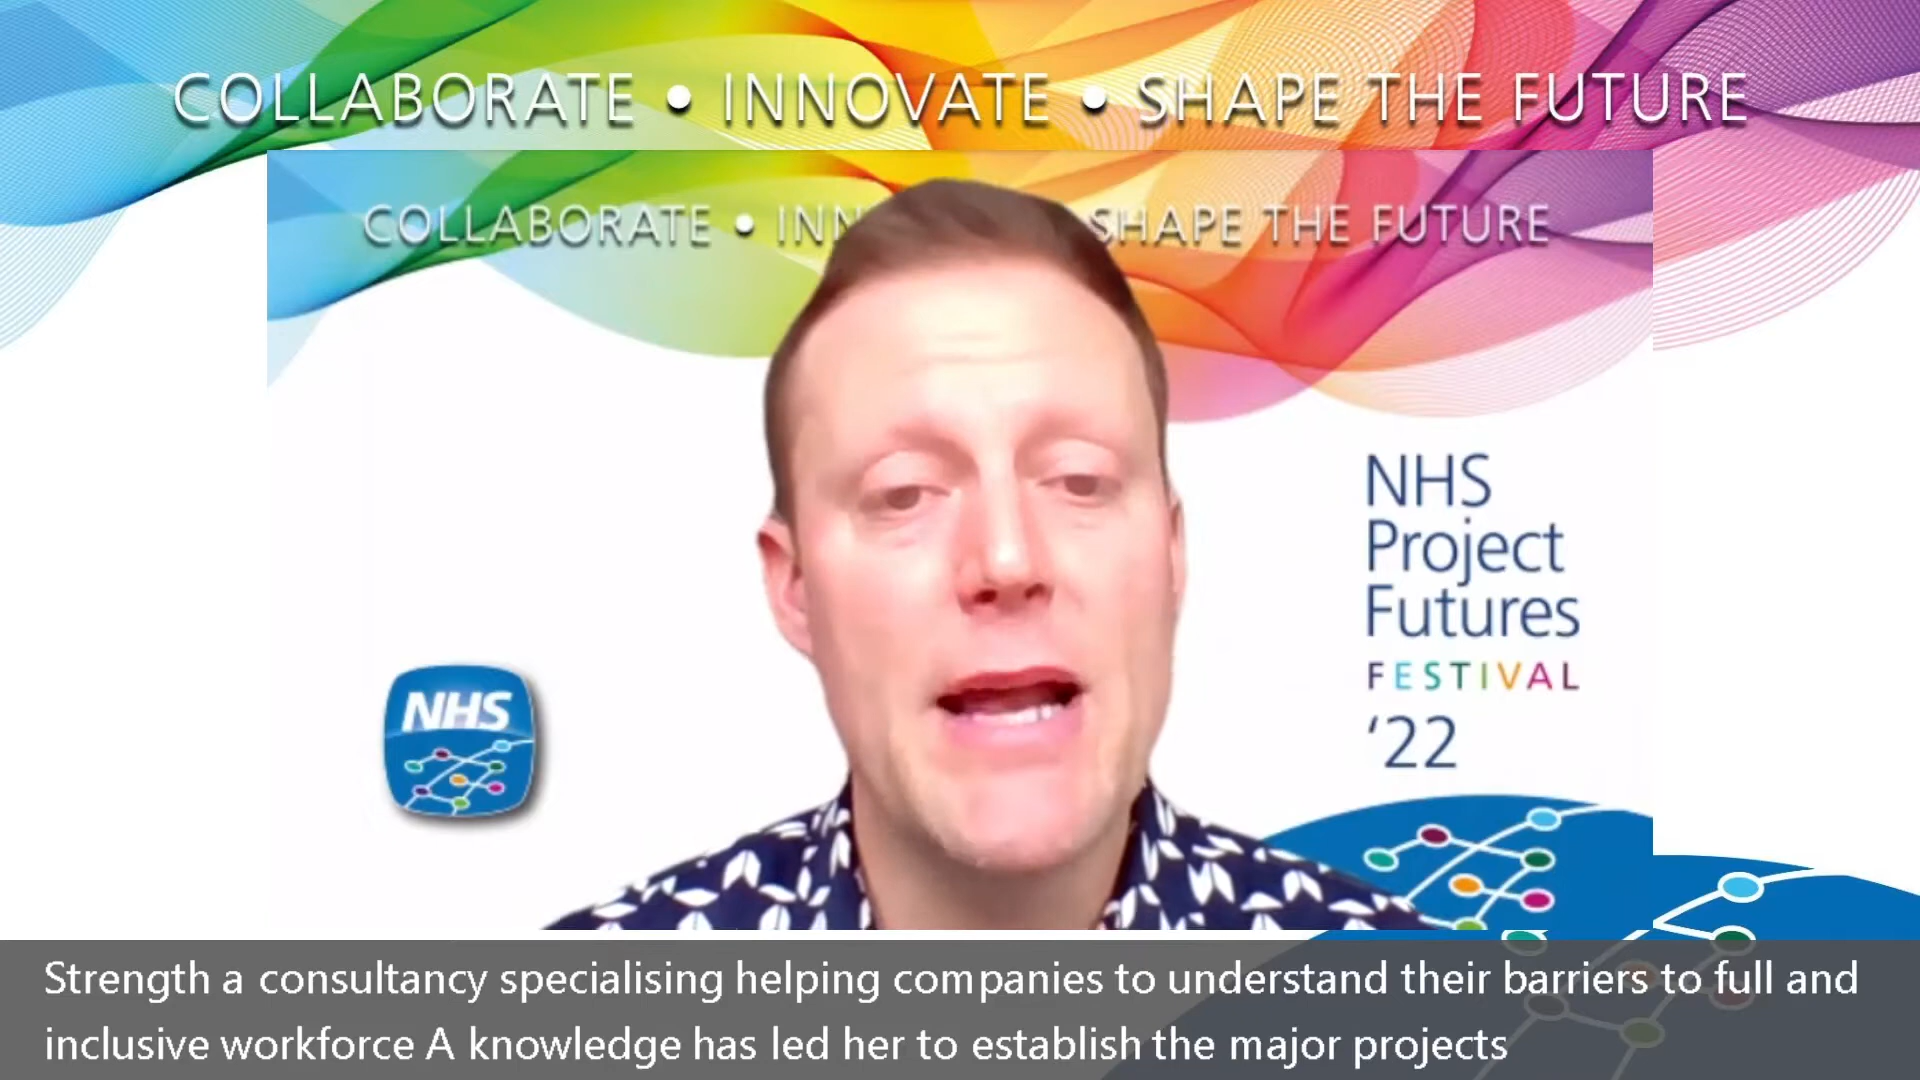 COLLABORATE • INNOVATE • SHAPE THE FUTURE
COLLABORATE • INN SHAPE THE FUTURE
NHS
Project
Futures
FESTIVAL
'22
NHS
Strength a consultancy specialising helping companies to understand their barriers to full and
inclusive workforce A knowledge has led her to establish the major projects